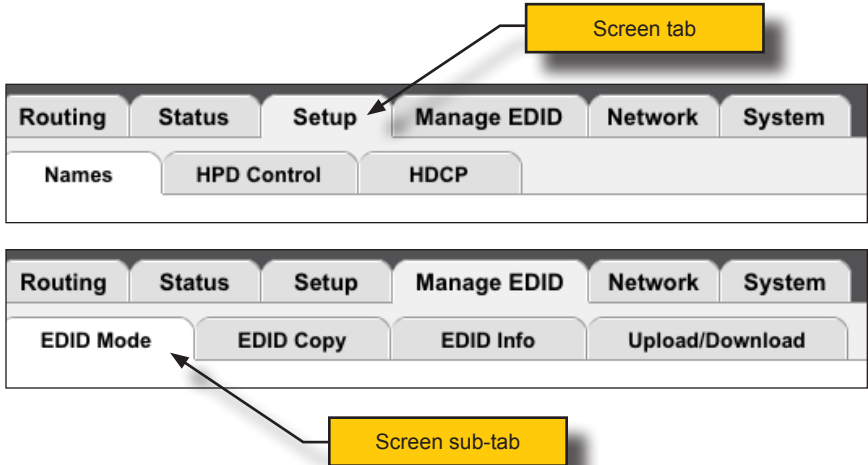 Screen tab
Routing Status Setup Manage EDID Network System
Names HPD Control HDCP
Routing Status Setup Manage EDID Network System
EDID Mode EDID Copy EDID Info Upload/Download
Screen sub-tab